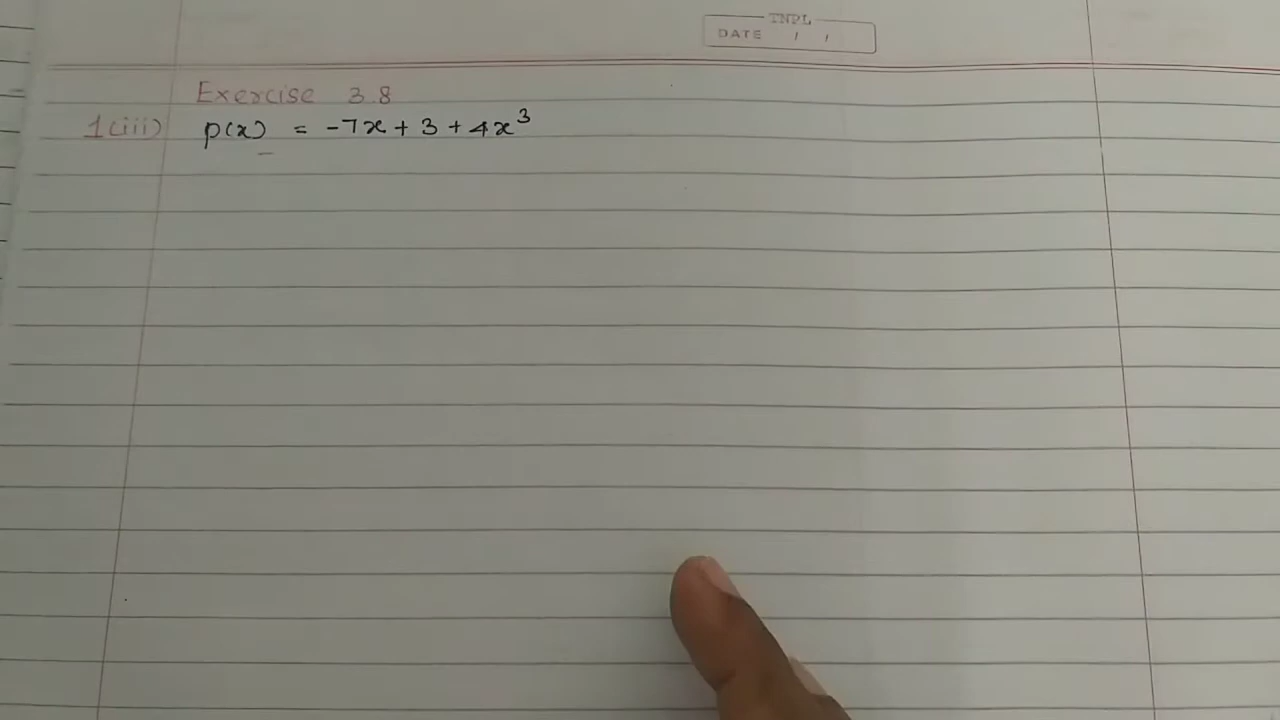 TNPL
DATE / /
Exercise 3.8
1(iii) p(x) = -7x + 3 + 4x³